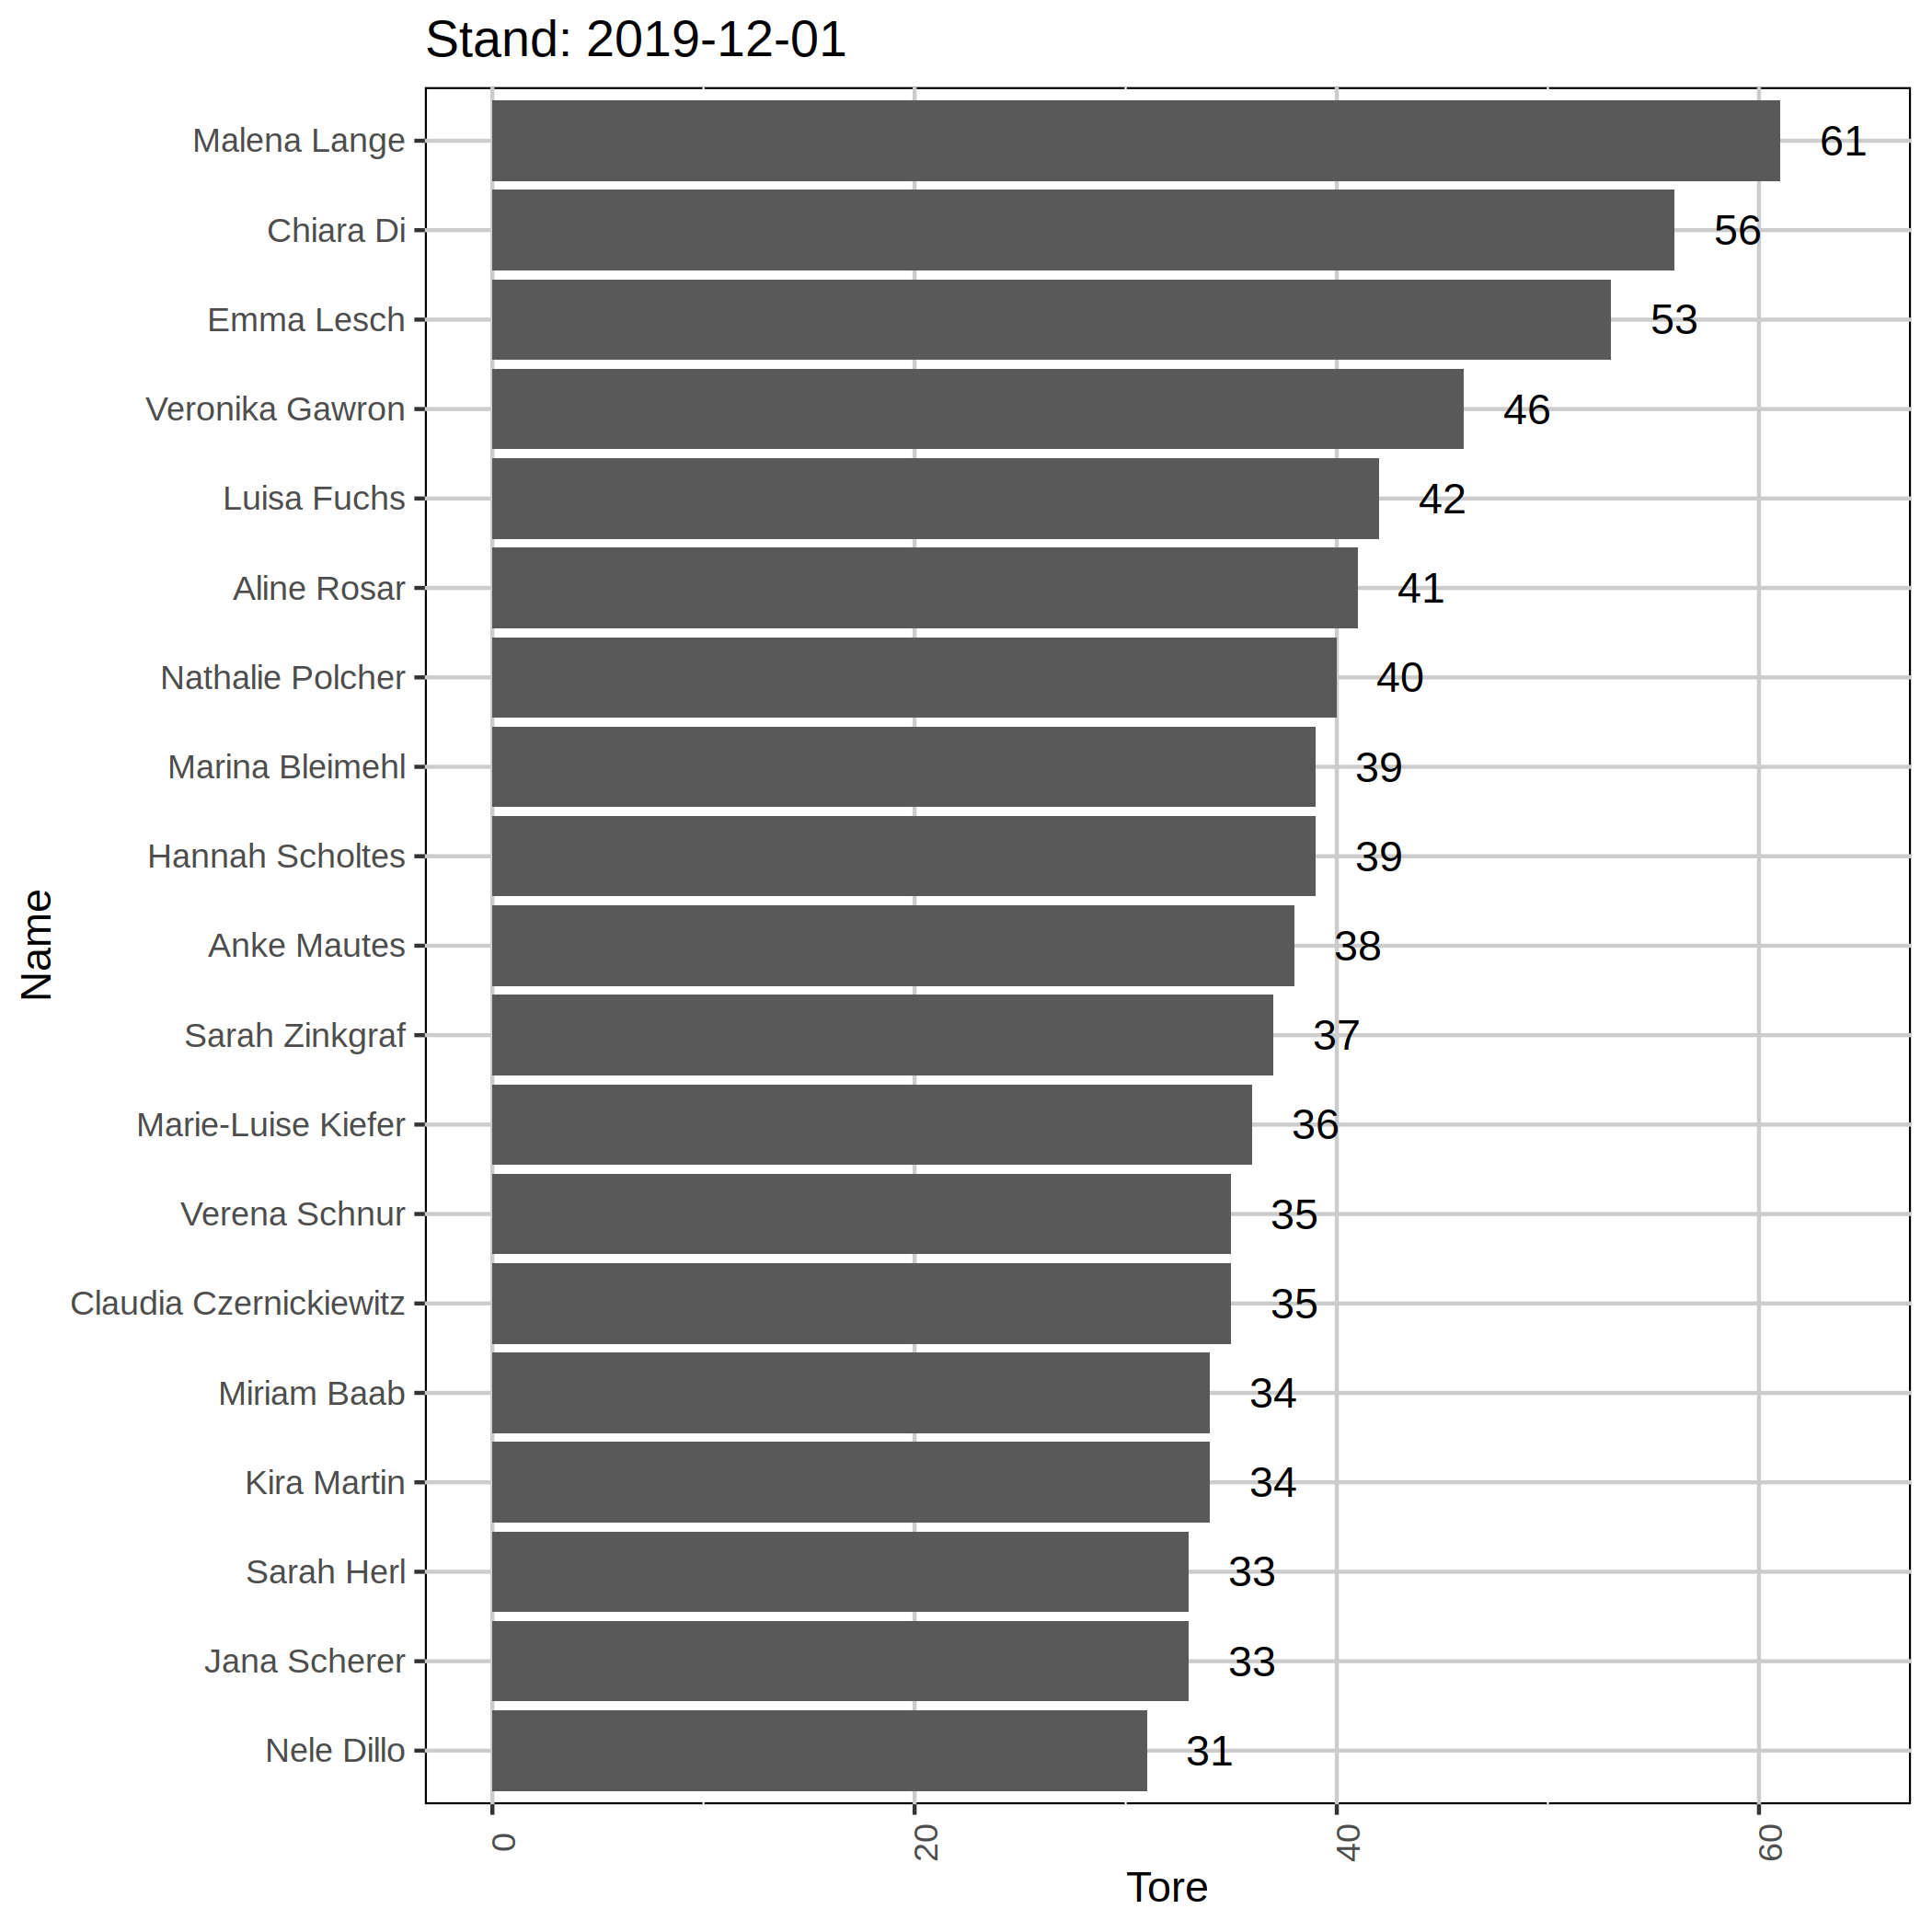 Stand: 2019-12-01
Malena Lange 61
Chiara Di 56
Emma Lesch 53
Veronika Gawron 46
Luisa Fuchs 42
Aline Rosar 41
Nathalie Polcher 40
Marina Bleimehl 39
Hannah Scholtes 39
Anke Mautes 38
Sarah Zinkgraf 37
Marie-Luise Kiefer 36
Verena Schnur 35
Claudia Czernickiewitz 35
Miriam Baab 34
Kira Martin 34
Sarah Herl 33
Jana Scherer 33
Nele Dillo 31
Name
0 20 40 60
Tore